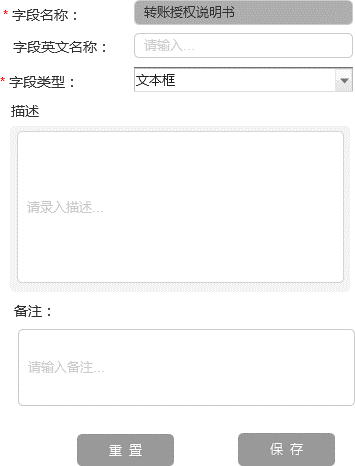 * 字段名称： 转账授权说明书
字段英文名称： 请输入...
* 字段类型： 文本框
描述
请录入描述...
备注：
请输入备注...
重 置 保 存